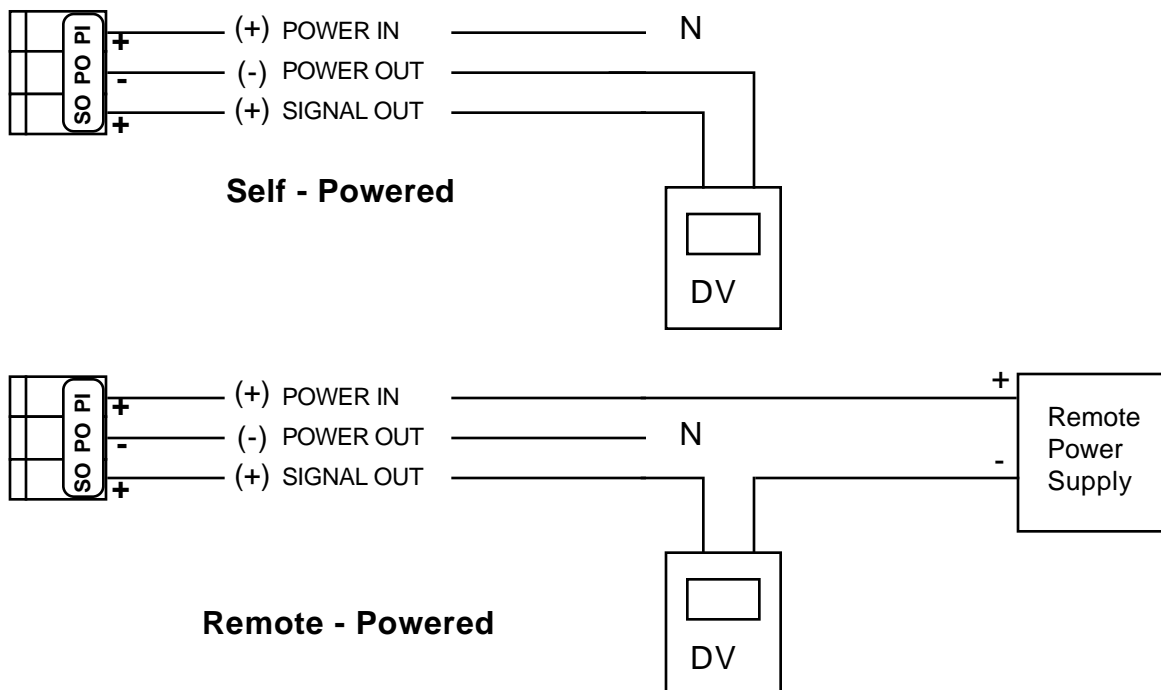 SO PO PI
+ (+) POWER IN N
- (-) POWER OUT
+ (+) SIGNAL OUT
Self - Powered
DV
SO PO PI
+ (+) POWER IN +
- (-) POWER OUT N
+ (+) SIGNAL OUT -
Remote
Power
Supply
Remote - Powered
DV